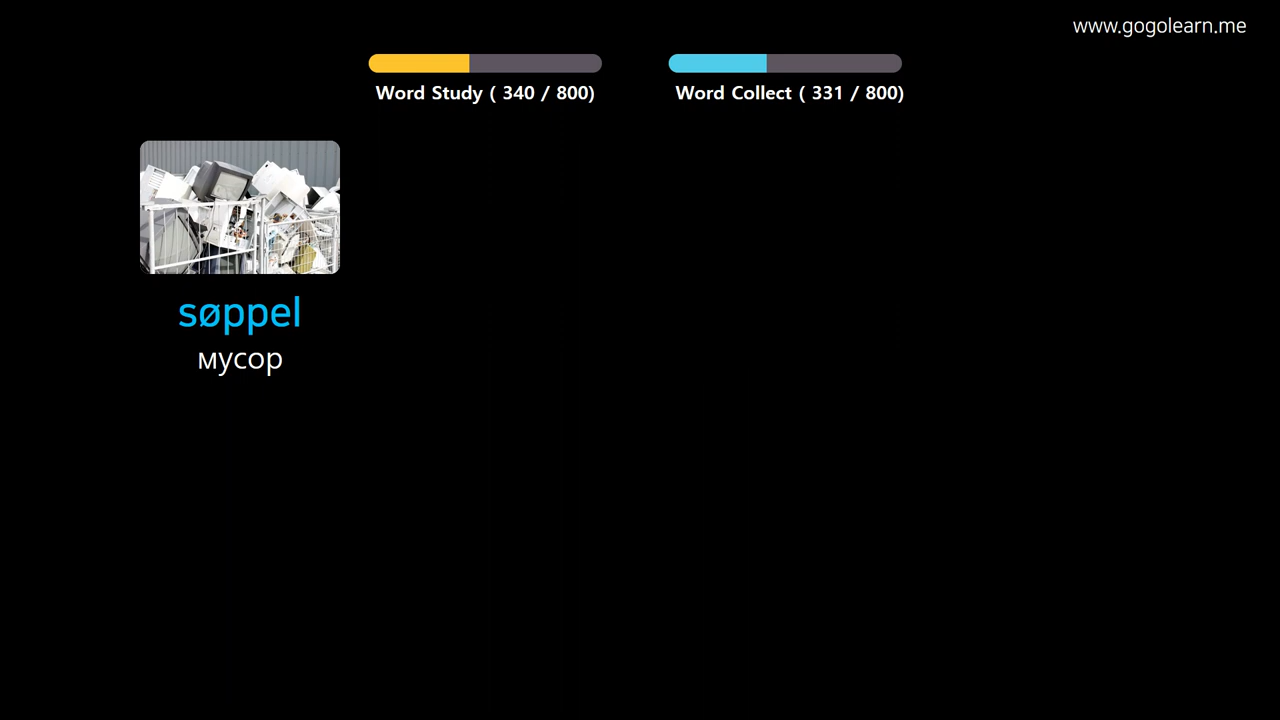 www.gogolearn.me
Word Study ( 340 / 800)
Word Collect ( 331 / 800)
søppel
мусор